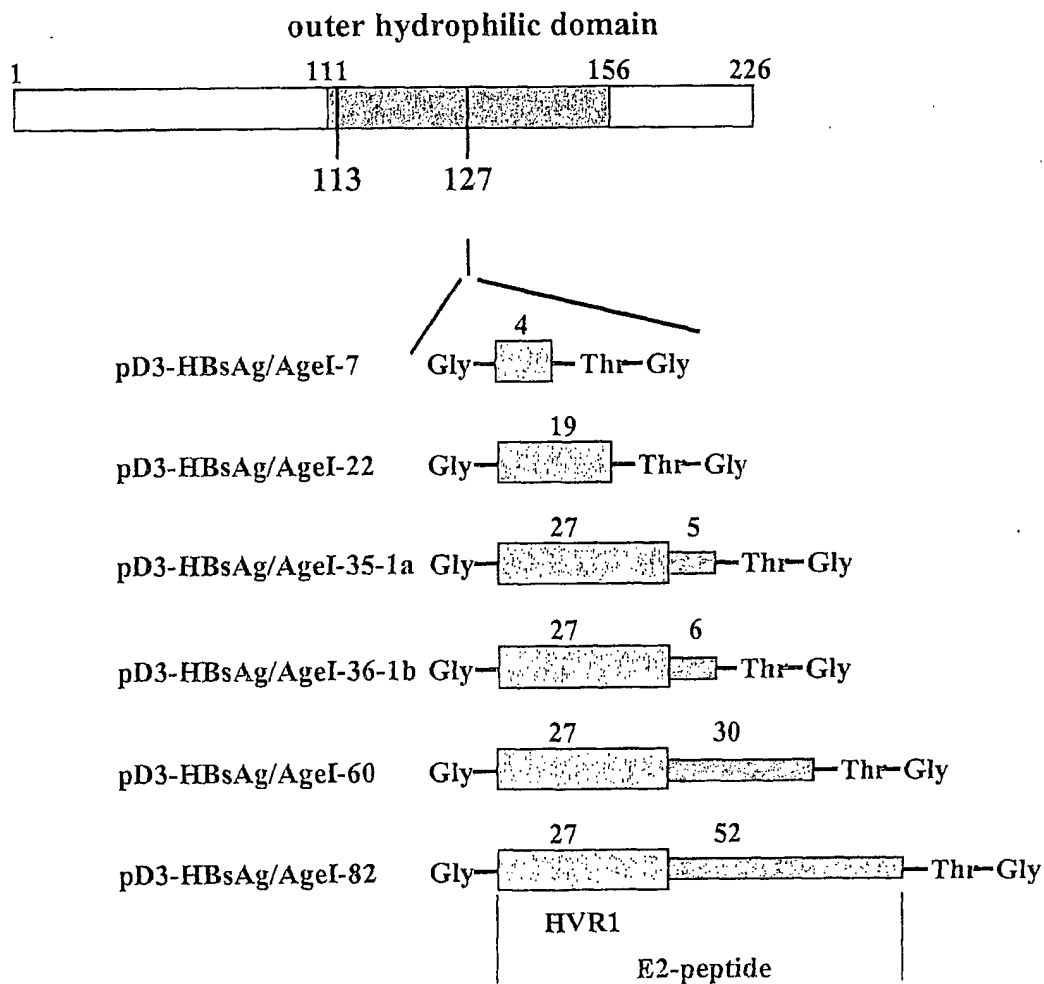 outer hydrophilic domain
1 111 156 226
113 127
4
pD3-HBsAg/AgeI-7 Gly Thr Gly
19
pD3-HBsAg/AgeI-22 Gly Thr Gly
27 5
pD3-HBsAg/AgeI-35-1a Gly Thr Gly
27 6
pD3-HBsAg/AgeI-36-1b Gly Thr Gly
27 30
pD3-HBsAg/AgeI-60 Gly Thr Gly
27 52
pD3-HBsAg/AgeI-82 Gly Thr Gly
HVR1
E2-peptide